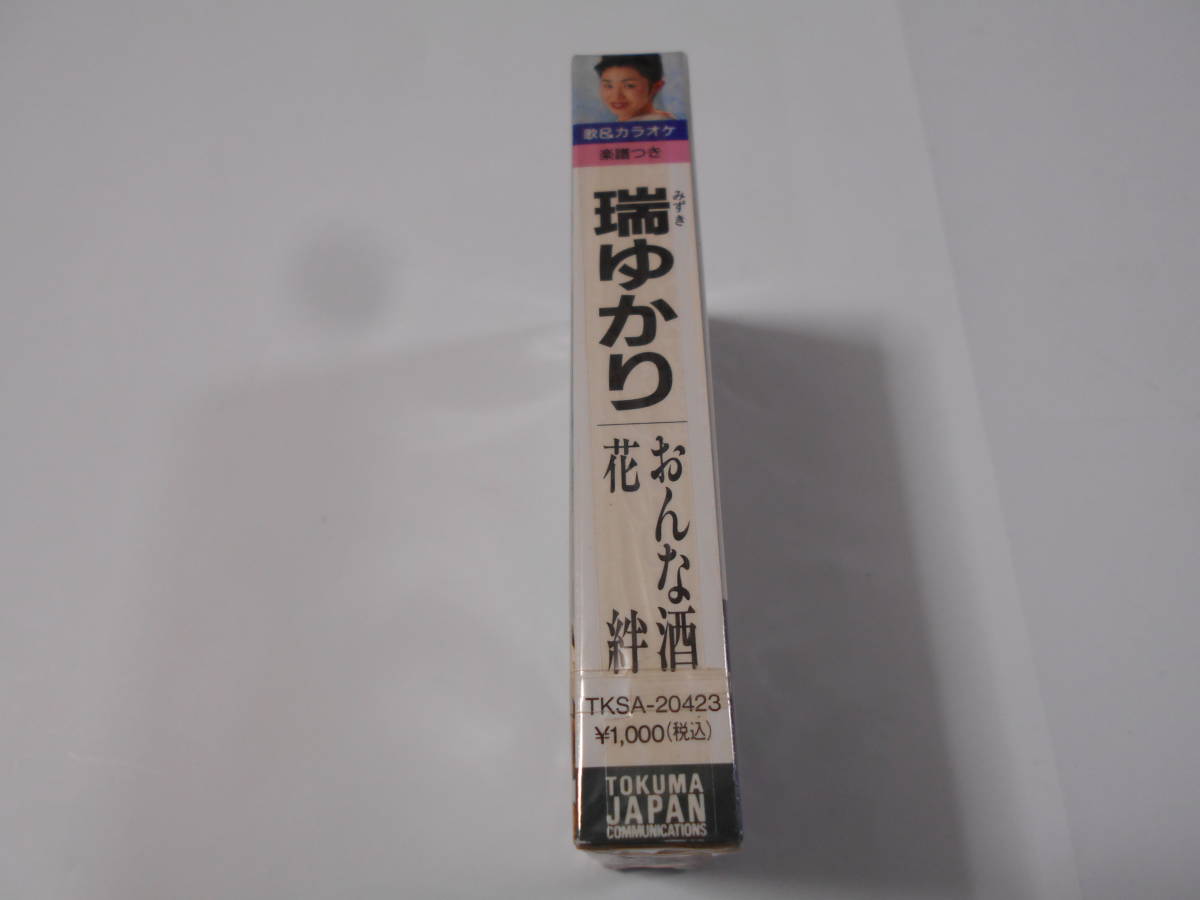 歌&カラオケ
楽譜つき
瑞ゆかり
みずき
おんな酒
花 絆
TKSA-20423
¥1,000(税込)
TOKUMA
JAPAN
COMMUNICATIONS